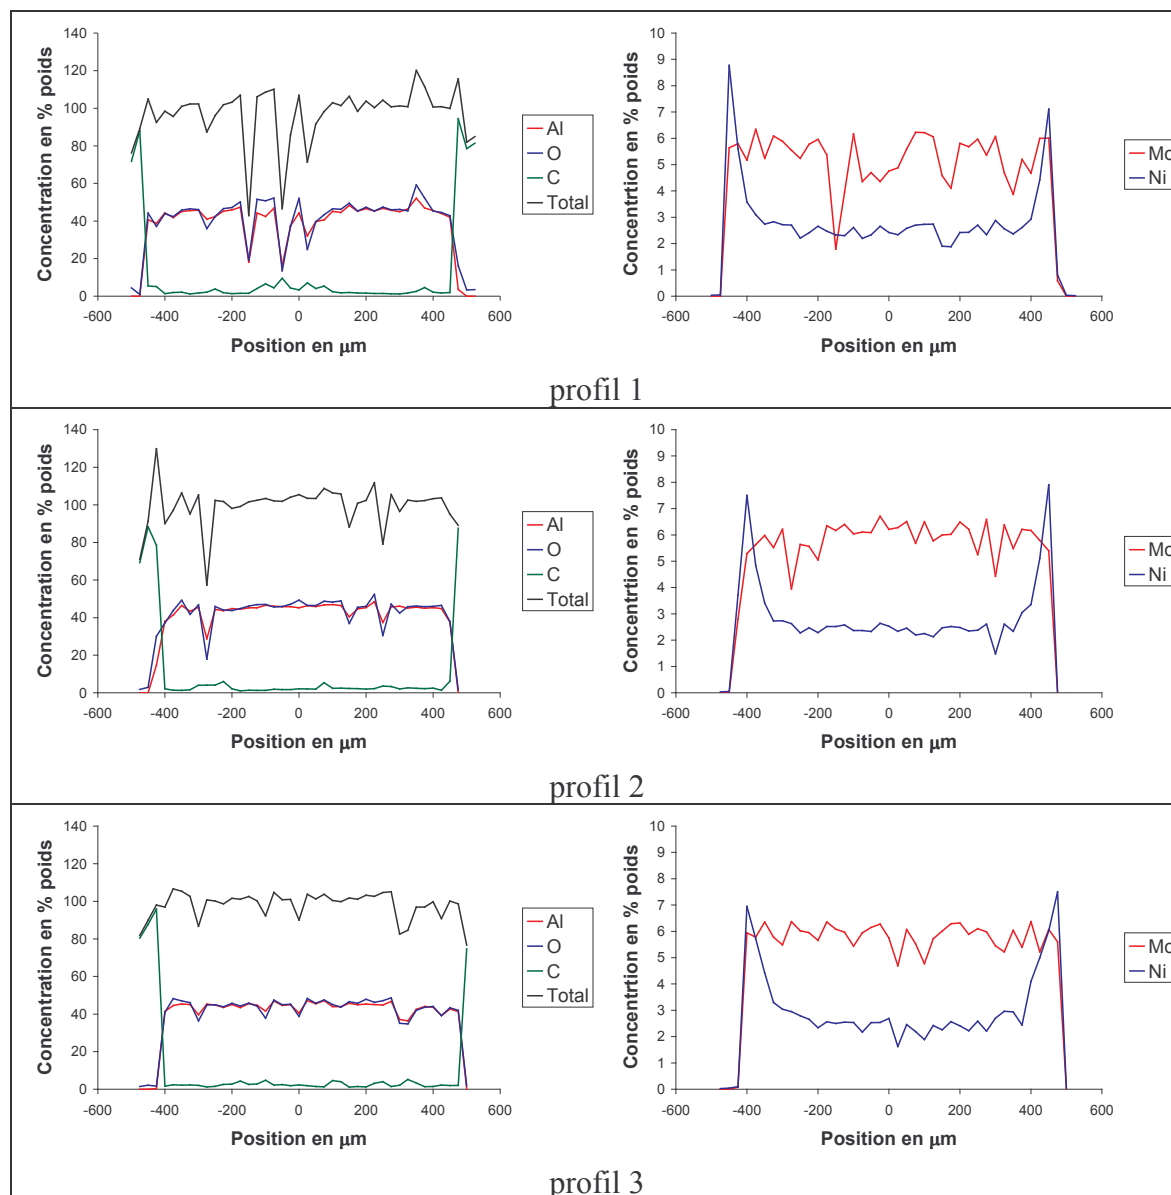 Concentration en % poids
140
120
100
80
60
40
20
0
-600 -400 -200 0 200 400 600
Position en µm
Al
O
C
Total
Concentrtion en % poids
10
9
8
7
6
5
4
3
2
1
0
-600 -400 -200 0 200 400 600
Position en µm
Mo
Ni
profil 1
Concentration en % poids
140
120
100
80
60
40
20
0
-600 -400 -200 0 200 400 600
Position en µm
Al
O
C
Total
Concentrtion en % poids
10
9
8
7
6
5
4
3
2
1
0
-600 -400 -200 0 200 400 600
Position en µm
Mo
Ni
profil 2
Concentration en % poids
140
120
100
80
60
40
20
0
-600 -400 -200 0 200 400 600
Position en µm
Al
O
C
Total
Concentrtion en % poids
10
9
8
7
6
5
4
3
2
1
0
-600 -400 -200 0 200 400 600
Position en µm
Mo
Ni
profil 3